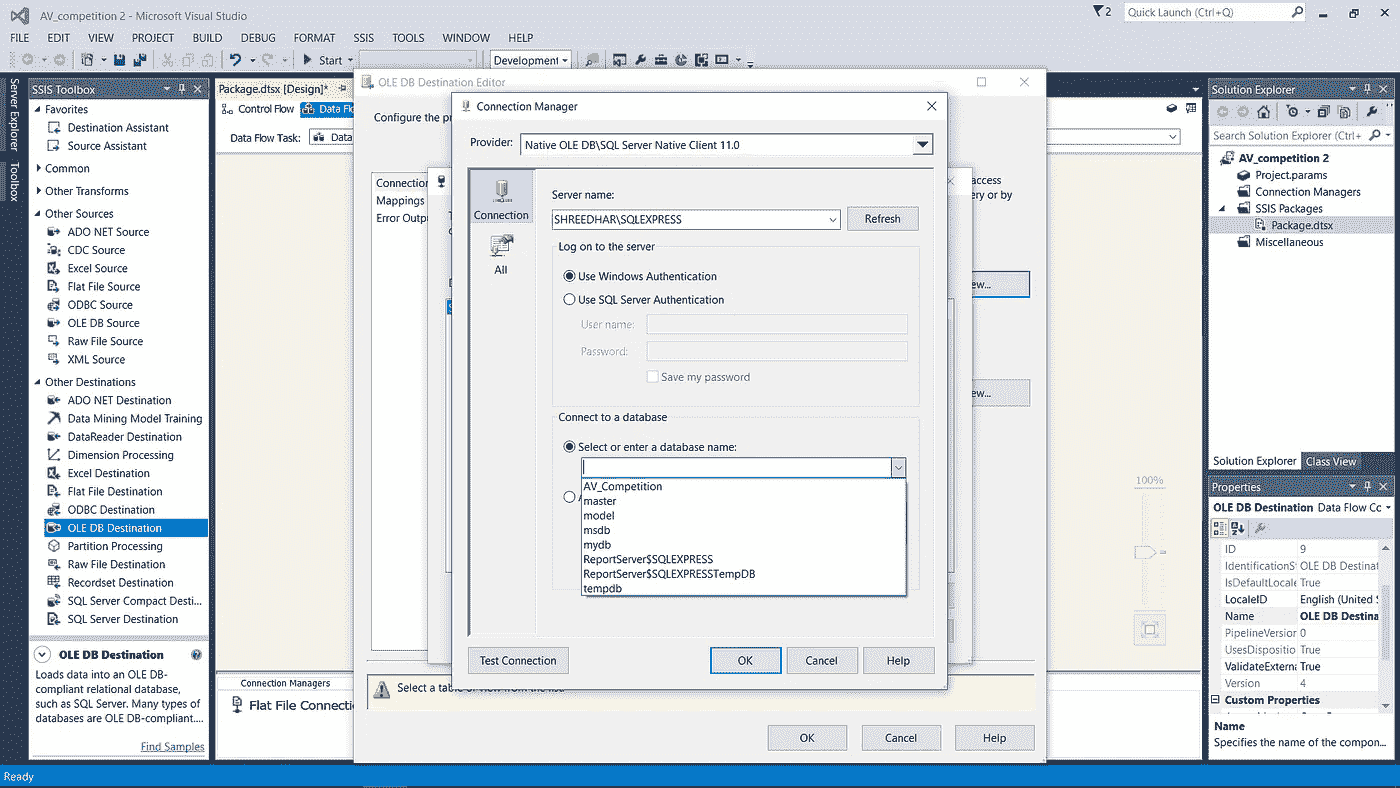 AV_competition 2 - Microsoft Visual Studio
2
Quick Launch (Ctrl+Q)
FILE EDIT VIEW PROJECT BUILD DEBUG FORMAT SSIS TOOLS WINDOW HELP
Start Development
Server Explorer
Toolbox
SSIS Toolbox
Favorites
Destination Assistant
Source Assistant
Common
Other Transforms
Other Sources
ADO NET Source
CDC Source
Excel Source
Flat File Source
ODBC Source
OLE DB Source
Raw File Source
XML Source
Other Destinations
ADO NET Destination
Data Mining Model Training
DataReader Destination
Dimension Processing
Excel Destination
Flat File Destination
ODBC Destination
OLE DB Destination
Partition Processing
Raw File Destination
Recordset Destination
SQL Server Compact Desti...
SQL Server Destination
OLE DB Destination
Loads data into an OLE DB-
compliant relational database,
such as SQL Server. Many types of
databases are OLE DB-compliant....
Find Samples
Package.dtsx [Design]*
Control Flow Data Fl
Data Flow Task: Data
Connection Managers
Flat File Connecti
100%
OLE DB Destination Editor
Configure the pr
access
ery or by
Connection
Mappings
Error Outp
ew...
ew...
Select a table or view from the list.
OK Cancel Help
Connection Manager
Provider: Native OLE DB\SQL Server Native Client 11.0
Connection
All
Server name:
SHREEDHAR\SQLEXPRESS Refresh
Log on to the server
Use Windows Authentication
Use SQL Server Authentication
User name:
Password:
Save my password
Connect to a database
Select or enter a database name:
AV_Competition
master
model
msdb
mydb
ReportServer$SQLEXPRESS
ReportServer$SQLEXPRESSTempDB
tempdb
Test Connection OK Cancel Help
Solution Explorer
Search Solution Explorer (Ctrl+
AV_competition 2
Project.params
Connection Managers
SSIS Packages
Package.dtsx
Miscellaneous
Solution Explorer Class View
Properties
OLE DB Destination Data Flow Co
ID 9
IdentificationS OLE DB Destinat
IsDefaultLocale True
LocaleID English (United S
Name OLE DB Destina
PipelineVersion 0
UsesDispositio True
ValidateExterna True
Version 4
Custom Properties
Name
Specifies the name of the compon...
Ready